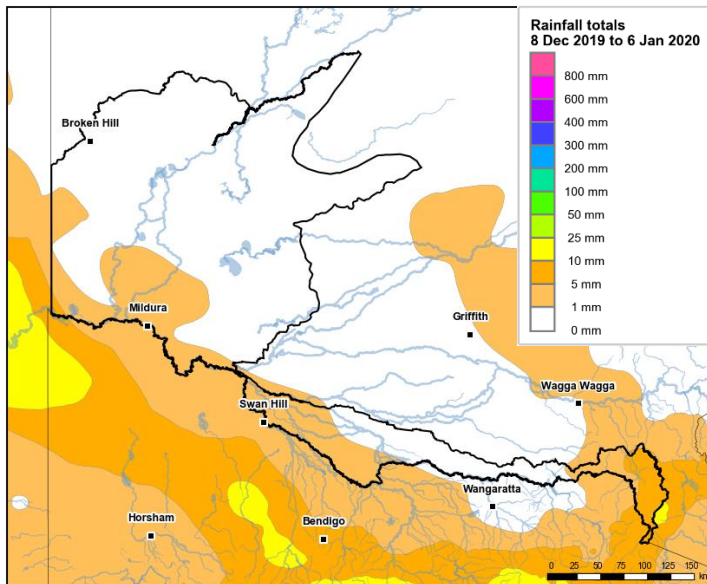 Rainfall totals
8 Dec 2019 to 6 Jan 2020
800 mm
600 mm
400 mm
300 mm
200 mm
100 mm
50 mm
25 mm
10 mm
5 mm
1 mm
0 mm
Broken Hill
Mildura
Griffith
Wagga Wagga
Swan Hill
Wangaratta
Horsham
Bendigo
0 25 50 75 100 125 150
km